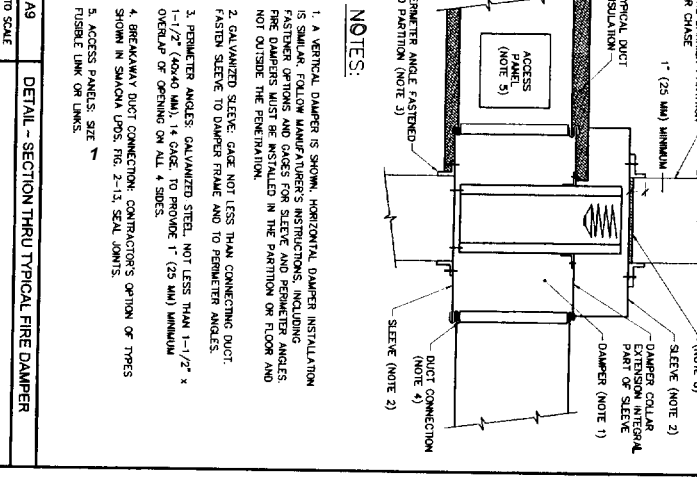 R CHASE
1" (25 MM) MINIMUM
TYPICAL DUCT
INSULATION
ACCESS
PANEL
(NOTE 5)
PERIMETER ANGLE FASTENED
TO PARTITION (NOTE 3)
SLEEVE (NOTE 2)
DAMPER COLLAR
EXTENSION INTEGRAL
PART OF SLEEVE
DAMPER (NOTE 1)
DUCT CONNECTION
(NOTE 4)
SLEEVE (NOTE 2)
NOTES:
1. A VERTICAL DAMPER IS SHOWN, HORIZONTAL DAMPER INSTALLATION
IS SIMILAR. FOLLOW MANUFATURER'S INSTRUCTIONS, INCLUDING
FASTENER OPTIONS AND GAGES FOR SLEEVE AND PERIMETER ANGLES.
FIRE DAMPERS MUST BE INSTALLED IN THE PARTITION OR FLOOR AND
NOT OUTSIDE THE PENETRATION.
2. GALVANIZED SLEEVE: GAGE NOT LESS THAN CONNECTING DUCT.
FASTEN SLEEVE TO DAMPER FRAME AND TO PERIMETER ANGLES.
3. PERIMETER ANGLES: GALVANIZED STEEL, NOT LESS THAN 1-1/2" x
1-1/2" (40x40 MM), 14 GAGE, TO PROVIDE 1" (25 MM) MINIMUM
OVERLAP OF OPENING ON ALL 4 SIDES.
4. BREAKAWAY DUCT CONNECTION: CONTRACTOR'S OPTION OF TYPES
SHOWN IN SMACNA LPDS, FIG. 2-13, SEAL JOINTS.
5. ACCESS PANELS: SIZE 1
FUSIBLE LINK OR LINKS.
A9
DETAIL ~ SECTION THRU TYPICAL FIRE DAMPER
TO SCALE